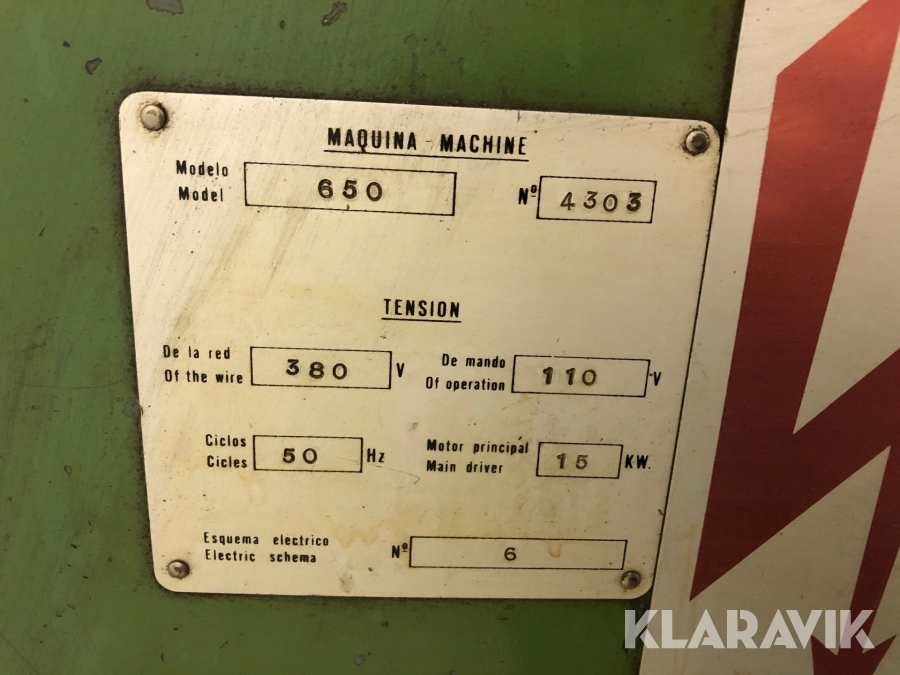 MAQUINA - MACHINE
Modelo
Model
650
Nº 4303
TENSION
De la red
Of the wire
380 V
De mando
Of operation
110 V
Ciclos
Cicles
50 Hz
Motor principal
Main driver
15 KW.
Esquema electrico
Electric schema
Nº 6
KLARAVIK